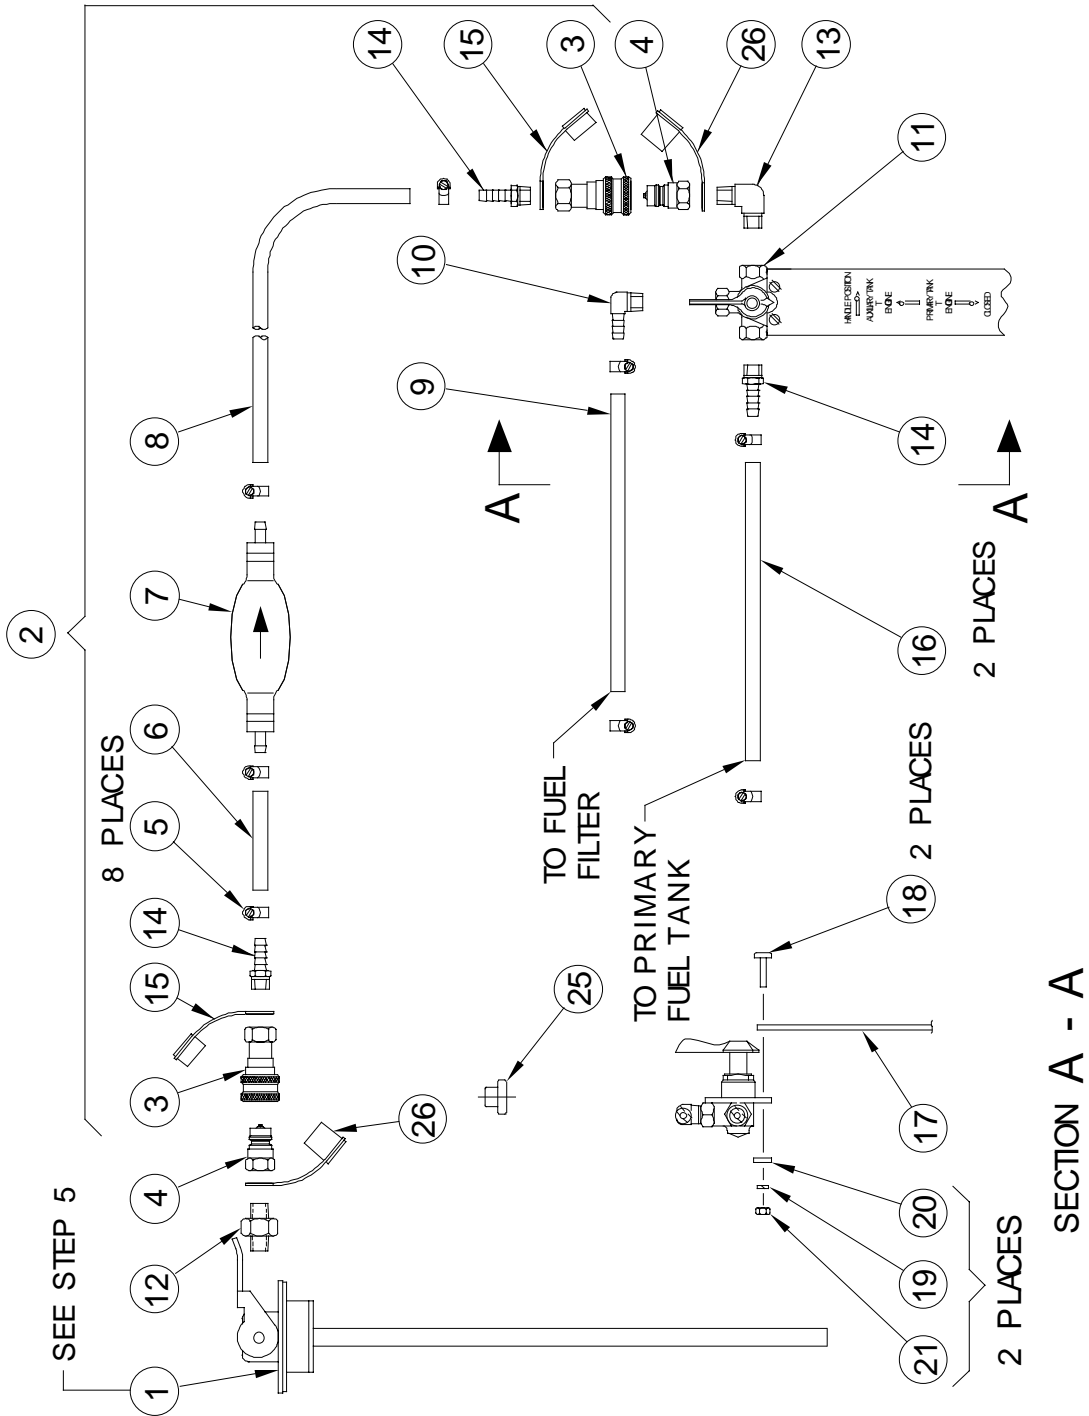 2
SEE STEP 5
8 PLACES
1 12 4 3 15 14 5 6 7 8
14
26 9 10
15
A
TO FUEL
FILTER
25 3
4
TO PRIMARY
FUEL TANK
26
13
HANDLE POSITION
AUXILIARY TANK
T
ENGINE
PRIMARY TANK
T
ENGINE
CLOSED
21 19 20 17 18 2 PLACES 16 14 11
2 PLACES
2 PLACES
A
SECTION A - A